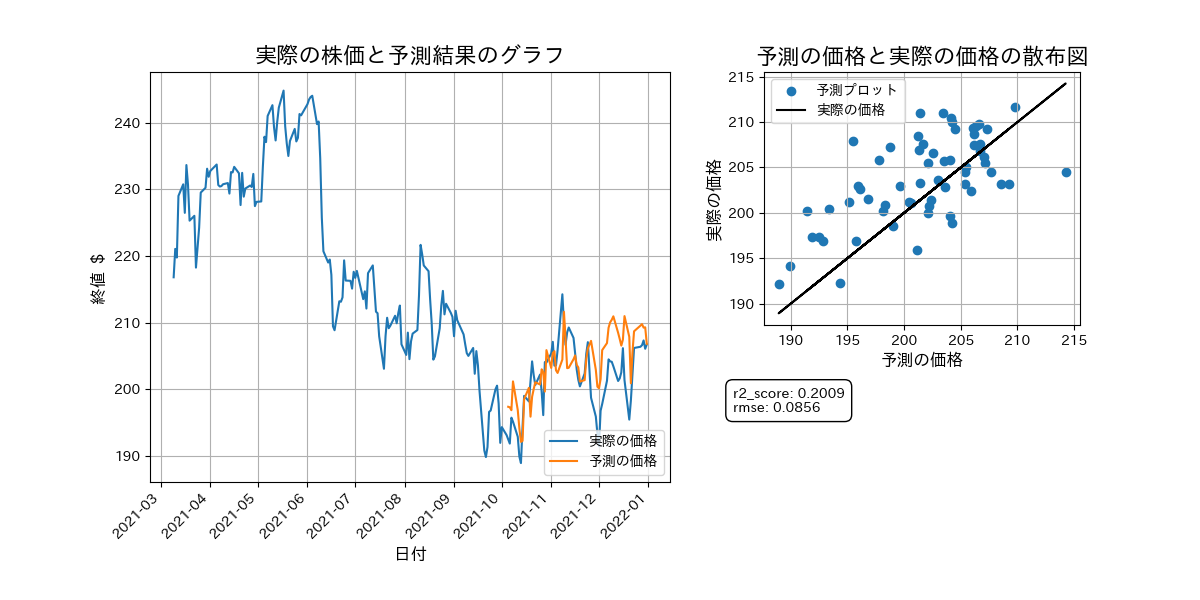 実際の株価と予測結果のグラフ
終値 $
240
230
220
210
200
190
2021-03
2021-04
2021-05
2021-06
2021-07
2021-08
2021-09
2021-10
2021-11
2021-12
2022-01
日付
実際の価格
予測の価格
予測の価格と実際の価格の散布図
実際の価格
215
210
205
200
195
190
予測プロット
実際の価格
190
195
200
205
210
215
予測の価格
r2_score: 0.2009
rmse: 0.0856